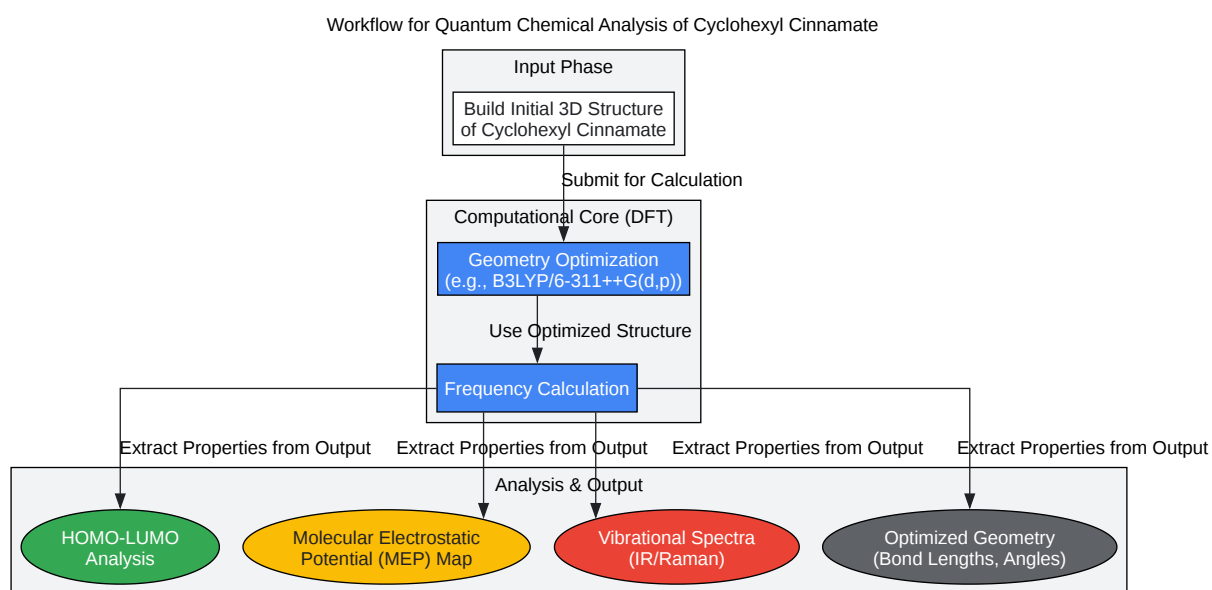 Workflow for Quantum Chemical Analysis of Cyclohexyl Cinnamate
Input Phase
Build Initial 3D Structure
of Cyclohexyl Cinnamate
Submit for Calculation
Computational Core (DFT)
Geometry Optimization
(e.g., B3LYP/6-311++G(d,p))
Use Optimized Structure
Frequency Calculation
Extract Properties from Output
Extract Properties from Output
Extract Properties from Output
Extract Properties from Output
Analysis & Output
HOMO-LUMO
Analysis
Molecular Electrostatic
Potential (MEP) Map
Vibrational Spectra
(IR/Raman)
Optimized Geometry
(Bond Lengths, Angles)